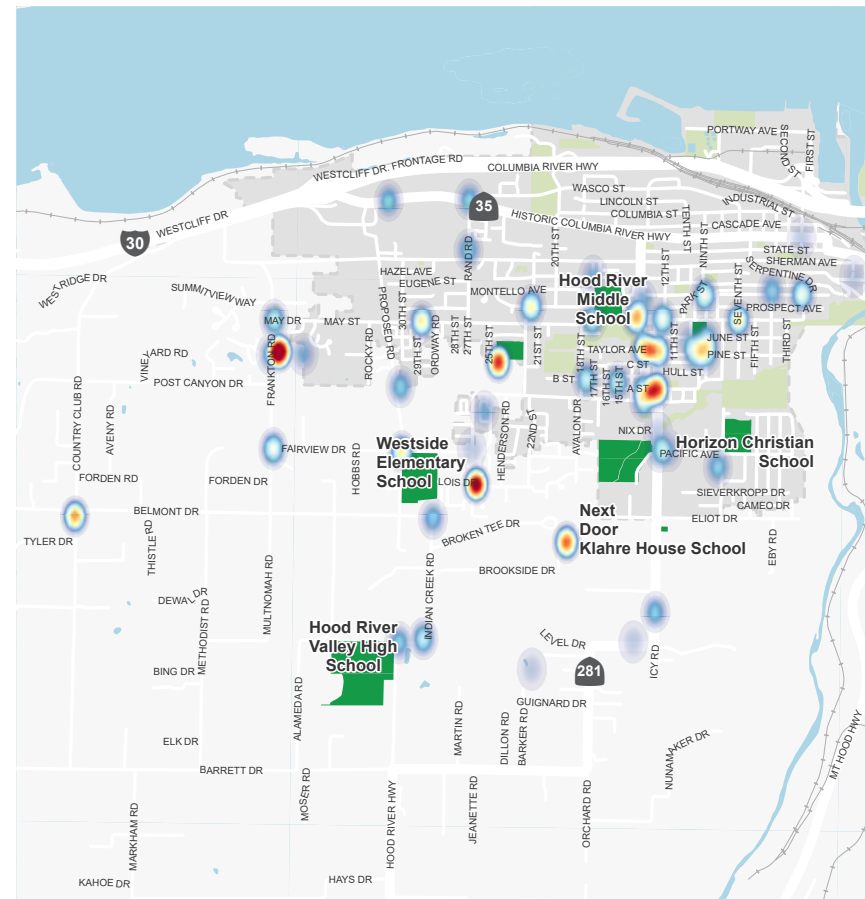 PORTWAY AVE
SECOND ST
FIRST ST
WESTCLIFF DR. FRONTAGE RD
COLUMBIA RIVER HWY
WASCO ST
LINCOLN ST
COLUMBIA ST
INDUSTRIAL ST
CASCADE AVE
35
HISTORIC COLUMBIA RIVER HWY
TENTH ST
NINTH ST
WESTCLIFF DR
30
RAND RD
20TH ST
12TH ST
STATE ST
SHERMAN AVE
SERPENTINE DR
HAZEL AVE
EUGENE ST
MONTELLO AVE
Hood River
Middle
School
PARK ST
SEVENTH ST
PROSPECT AVE
WESTRIDGE DR
SUMMITVIEW WAY
PROPOSED RD
30TH ST
MAY DR
MAY ST
ROCKY RD
29TH ST
ORDWAY RD
28TH ST
27TH ST
25TH ST
21ST ST
18TH ST
17TH ST
16TH ST
15TH ST
TAYLOR AVE
C ST
11TH ST
HULL ST
JUNE ST
PINE ST
FIFTH ST
THIRD ST
B ST
A ST
COUNTRY CLUB RD
AVENY RD
POST CANYON DR
FRANKTON RD
HENDERSON RD
22ND ST
AVALON DR
NIX DR
PACIFIC AVE
Horizon Christian
School
FAIRVIEW DR
HOBBS RD
Westside
Elementary
School
LOIS DR
FORDEN RD
FORDEN DR
SIEVERKROPP DR
CAMEO DR
ELIOT DR
BELMONT DR
TYLER DR
THISTLE RD
BROKEN TEE DR
Next
Door
Klahre House School
EBY RD
BROOKSIDE DR
MULTNOMAH RD
INDIAN CREEK RD
METHODIST RD
Hood River
Valley High
School
LEVEL DR
281
BING DR
GUIGNARD DR
ALAMEDA RD
MARTIN RD
DILLON RD
BARKER RD
ELK DR
BARRETT DR
MOSER RD
MARKHAM RD
HOOD RIVER HWY
JEANETTE RD
ORCHARD RD
MT HOOD HWY
KAHOE DR
HAYS DR